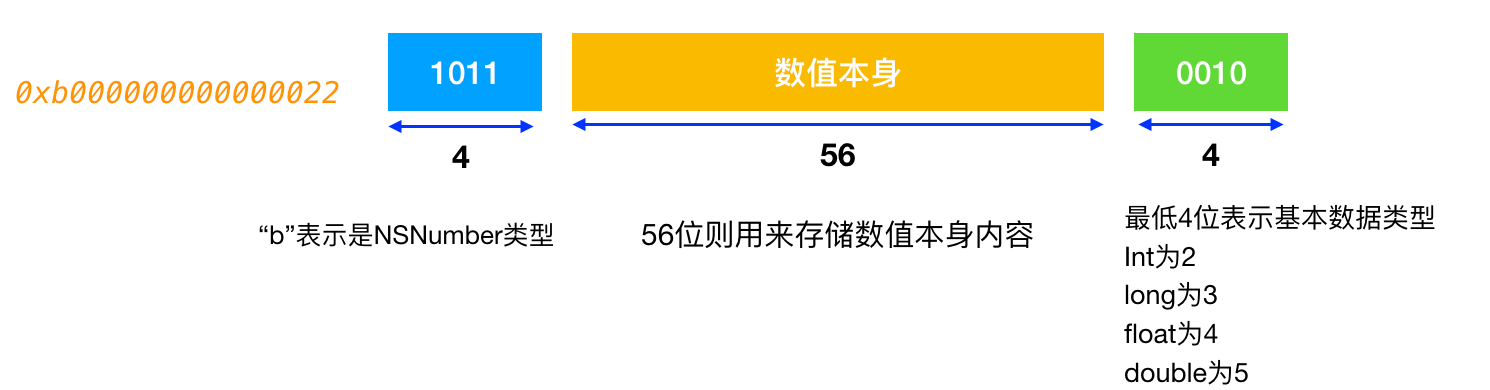 0xb000000000000022
1011
数值本身
0010
4
56
4
“b”表示是NSNumber类型
56位则用来存储数值本身内容
最低4位表示基本数据类型
Int为2
long为3
float为4
double为5